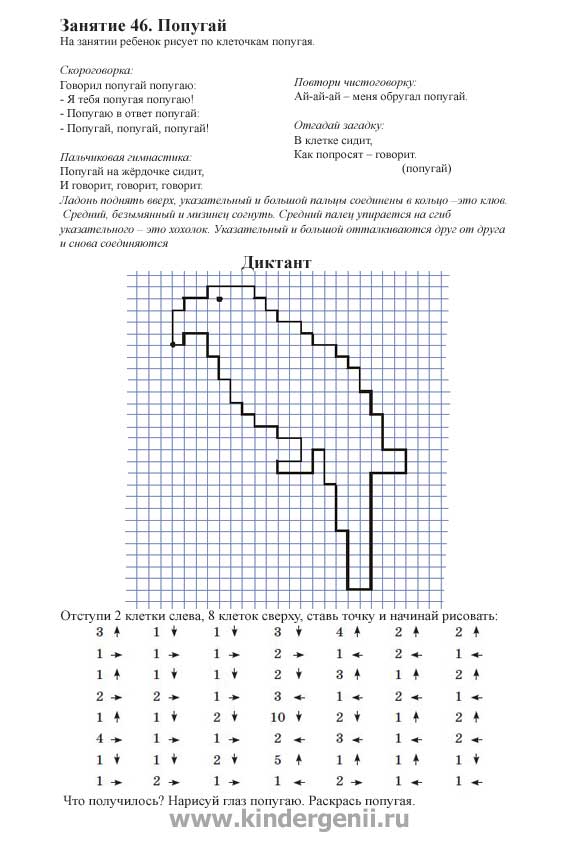 Занятие 46. Попугай
На занятии ребенок рисует по клеточкам попугая.
Скороговорка:
Говорил попугай попугаю:
- Я тебя попугая попугаю!
- Попугаю в ответ попугай:
- Попугай, попугай, попугай!
Повтори чистоговорку:
Ай-ай-ай – меня обругал попугай.
Отгадай загадку:
В клетке сидит,
Как попросят – говорит.
(попугай)
Пальчиковая гимнастика:
Попугай на жёрдочке сидит,
И говорит, говорит, говорит.
Ладонь поднять вверх, указательный и большой пальцы соединены в кольцо –это клюв.
Средний, безымянный и мизинец согнуть. Средний палец упирается на сгиб
указательного – это хохолок. Указательный и большой отталкиваются друг от друга
и снова соединяются
Диктант
Отступи 2 клетки слева, 8 клеток сверху, ставь точку и начинай рисовать:
3 ↑ 1 ↓ 1 ↓ 3 ↓ 4 ↑ 2 ↑ 2 ↑
1 → 1 → 1 → 2 → 1 ← 2 ← 1 ←
1 ↑ 1 ↓ 1 ↓ 2 ↓ 3 ↑ 1 ↑ 2 ↑
2 → 2 → 1 → 3 ← 1 ← 2 ← 1 ←
1 ↑ 1 ↓ 2 ↓ 10 ↓ 2 ↓ 1 ↑ 2 ↑
4 → 1 → 1 → 2 ← 3 ← 1 ← 2 ←
1 ↓ 1 ↓ 2 ↓ 5 ↑ 1 ↑ 1 ↑ 1 ↓
1 → 2 → 1 → 1 ← 2 → 1 ← 1 ←
Что получилось? Нарисуй глаз попугаю. Раскрась попугая.
www.kindergenii.ru